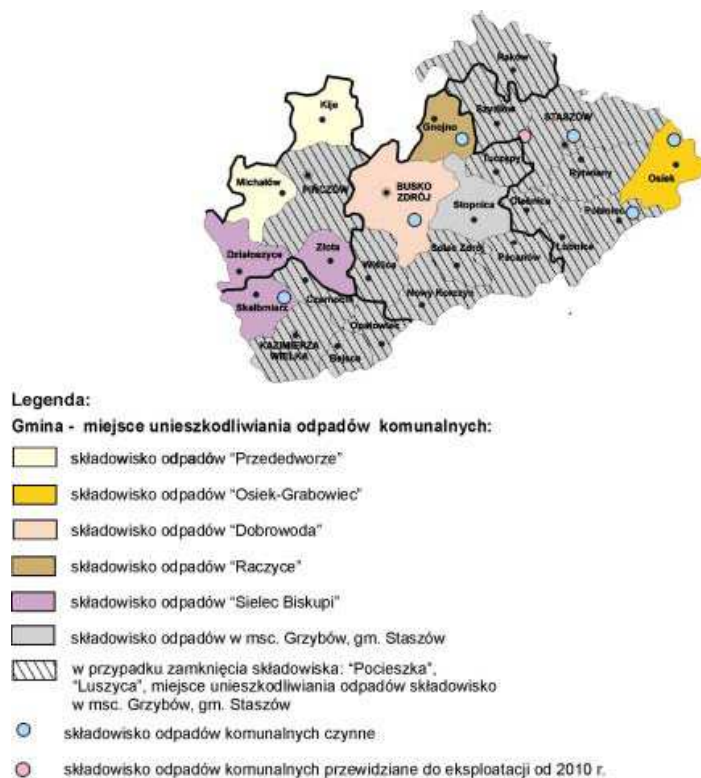 Raków
Kije
Szydłów
STASZÓW
Gnojno
Tuczępy
Rytwiany
Osiek
Michałów
PIŃCZÓW
BUSKO
ZDRÓJ
Stopnica
Oleśnica
Połaniec
Działoszyce
Złota
Wiślica
Solec Zdrój
Pacanów
Łubnice
Skalbmierz
Czarnocin
Nowy Korczyn
Opatowiec
KAZIMIERZA
WIELKA
Bejsce
Legenda:
Gmina - miejsce unieszkodliwiania odpadów komunalnych:
składowisko odpadów "Przededworze"
składowisko odpadów "Osiek-Grabowiec"
składowisko odpadów "Dobrowoda"
składowisko odpadów "Raczyce"
składowisko odpadów "Sielec Biskupi"
składowisko odpadów w msc. Grzybów, gm. Staszów
w przypadku zamknięcia składowiska: "Pocieszka",
"Luszyca", miejsce unieszkodliwiania odpadów składowisko
w msc. Grzybów, gm. Staszów
składowisko odpadów komunalnych czynne
składowisko odpadów komunalnych przewidziane do eksploatacji od 2010 r.